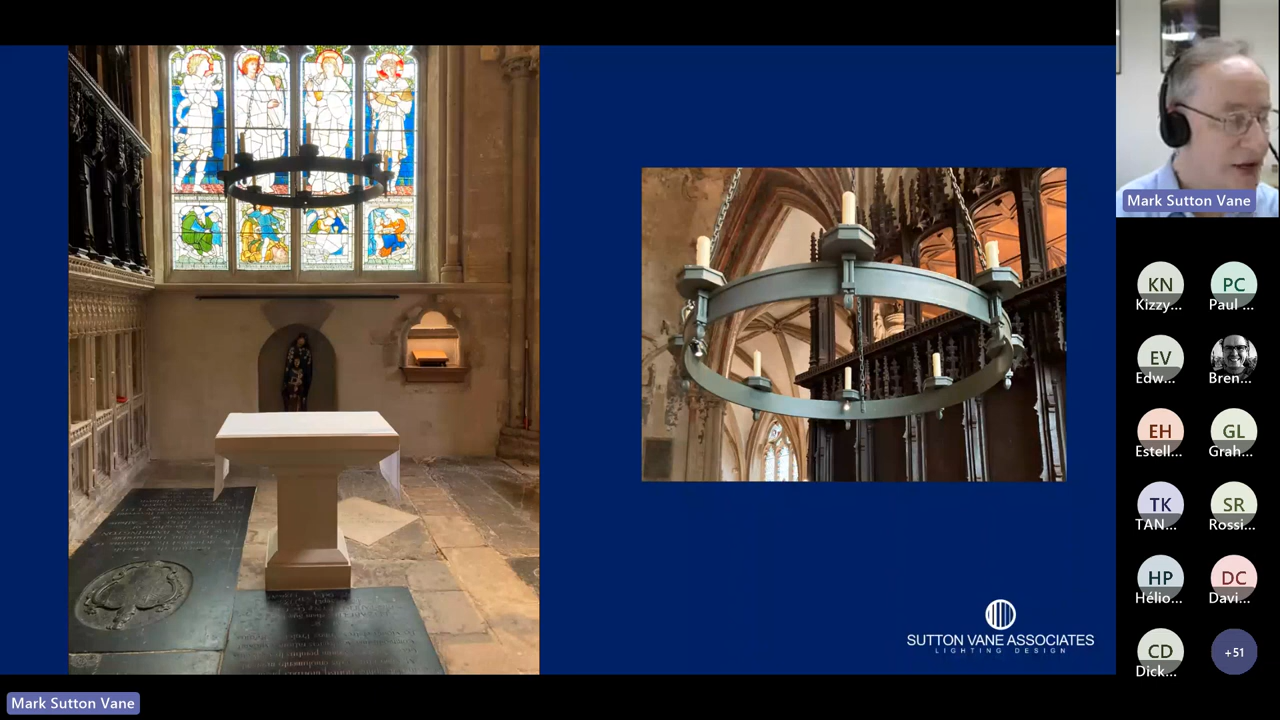 Mark Sutton Vane
KN
Kizzy...
PC
Paul ...
EV
Edw...
Bren...
EH
Estell...
GL
Grah...
TK
TAN...
SR
Rossi...
HP
Hélio...
DC
Davi...
CD
Dick...
+51
SUTTON VANE ASSOCIATES
LIGHTING DESIGN
Mark Sutton Vane